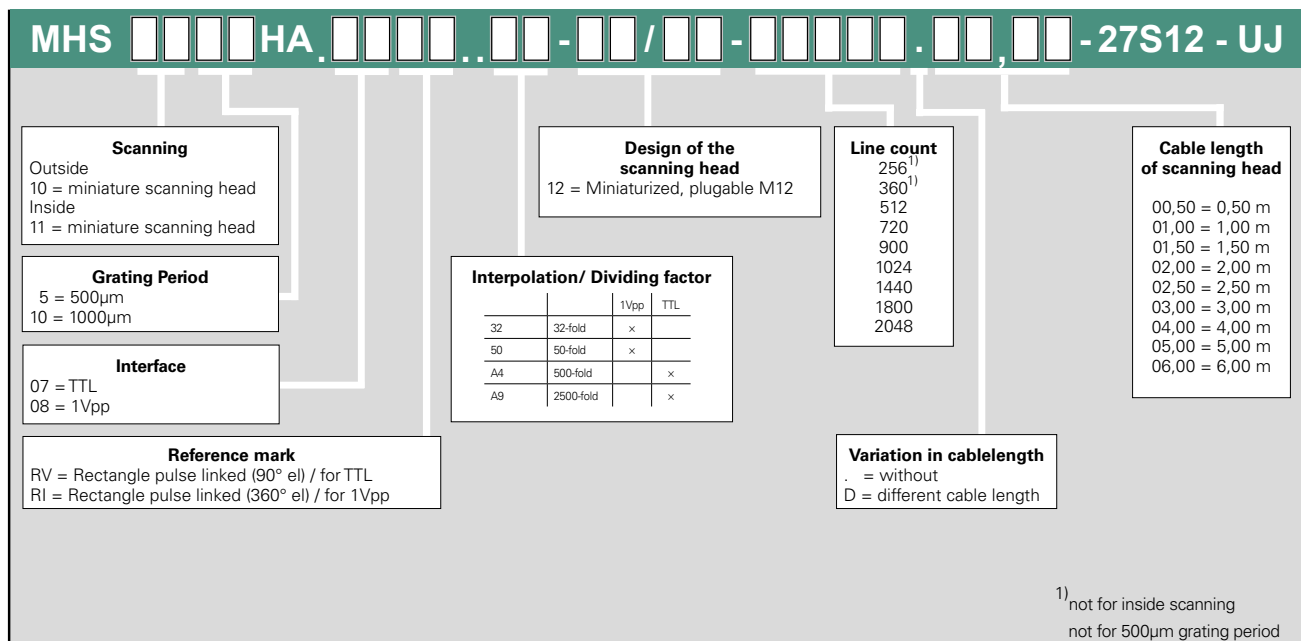 MHS HA. .. - / - . , - 27S12 - UJ
Scanning
Outside
10 = miniature scanning head
Inside
11 = miniature scanning head
Grating Period
5 = 500µm
10 = 1000µm
Interface
07 = TTL
08 = 1Vpp
Reference mark
RV = Rectangle pulse linked (90° el) / for TTL
RI = Rectangle pulse linked (360° el) / for 1Vpp
Design of the
scanning head
12 = Miniaturized, plugable M12
Interpolation/ Dividing factor
1Vpp TTL
32 32-fold ×
50 50-fold ×
A4 500-fold ×
A9 2500-fold ×
Line count
256 1)
360 1)
512
720
900
1024
1440
1800
2048
Variation in cablelength
. = without
D = different cable length
Cable length
of scanning head
00,50 = 0,50 m
01,00 = 1,00 m
01,50 = 1,50 m
02,00 = 2,00 m
02,50 = 2,50 m
03,00 = 3,00 m
04,00 = 4,00 m
05,00 = 5,00 m
06,00 = 6,00 m
1) not for inside scanning
not for 500µm grating period